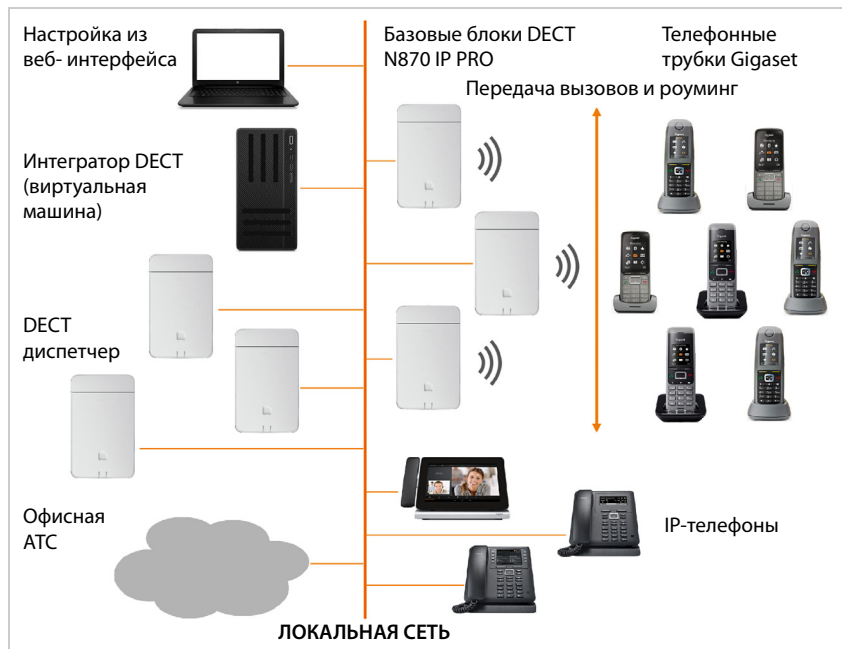 Настройка из
веб- интерфейса
Базовые блоки DECT
N870 IP PRO
Телефонные
трубки Gigaset
Передача вызовов и роуминг
Интегратор DECT
(виртуальная
машина)
DECT
диспетчер
Офисная
АТС
IP-телефоны
ЛОКАЛЬНАЯ СЕТЬ